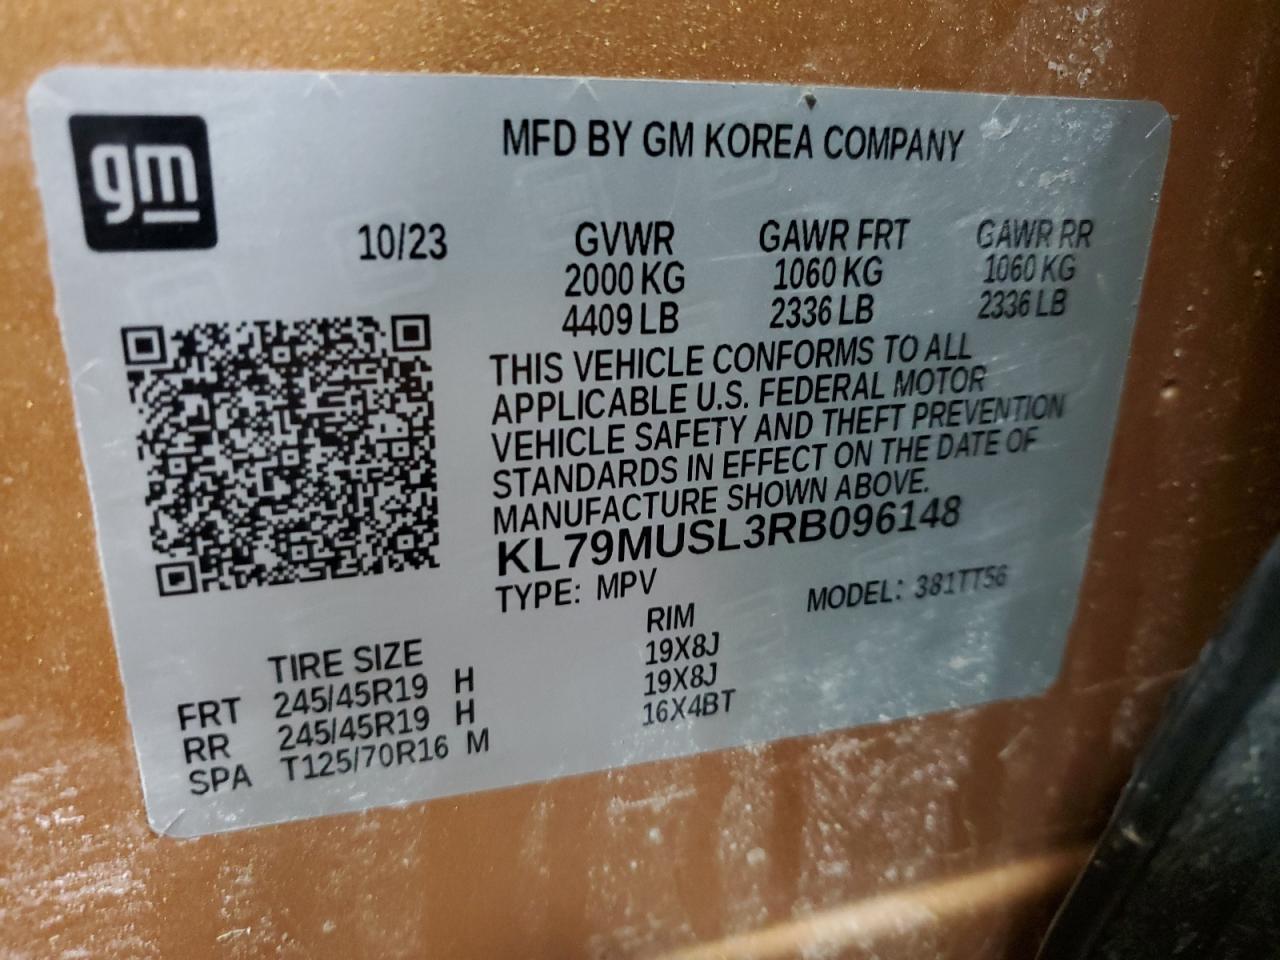 gm
MFD BY GM KOREA COMPANY
10/23 GVWR GAWR FRT GAWR RR
2000 KG 1060 KG 1060 KG
4409 LB 2336 LB 2336 LB
THIS VEHICLE CONFORMS TO ALL
APPLICABLE U.S. FEDERAL MOTOR
VEHICLE SAFETY AND THEFT PREVENTION
STANDARDS IN EFFECT ON THE DATE OF
MANUFACTURE SHOWN ABOVE.
KL79MUSL3RB096148
TYPE: MPV MODEL: 381TT56
TIRE SIZE RIM
FRT 245/45R19 H 19X8J
RR 245/45R19 H 19X8J
SPA T125/70R16 M 16X4BT